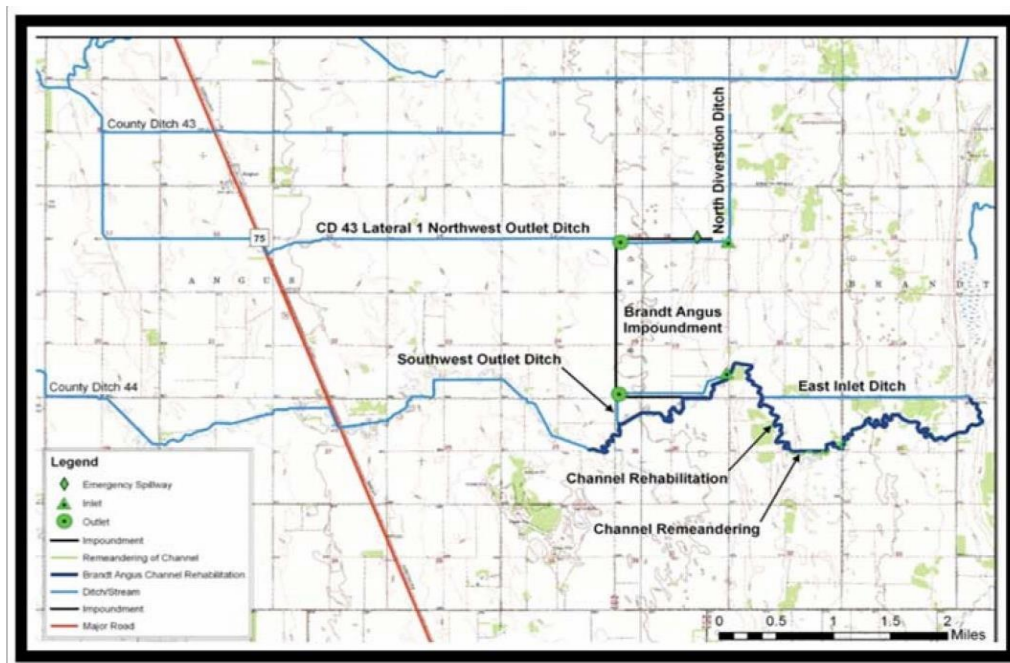 County Ditch 43
North Diverstion Ditch
75
CD 43 Lateral 1 Northwest Outlet Ditch
A N G U S
B R A N D T
Brandt Angus
Impoundment
Southwest Outlet Ditch
County Ditch 44
East Inlet Ditch
Channel Rehabilitation
Channel Remeandering
Legend
Emergency Spillway
Inlet
Outlet
Impoundment
Remeandering of Channel
Brandt Angus Channel Rehabilitation
Ditch/Stream
Impoundment
Major Road
0 0.5 1 1.5 2
Miles